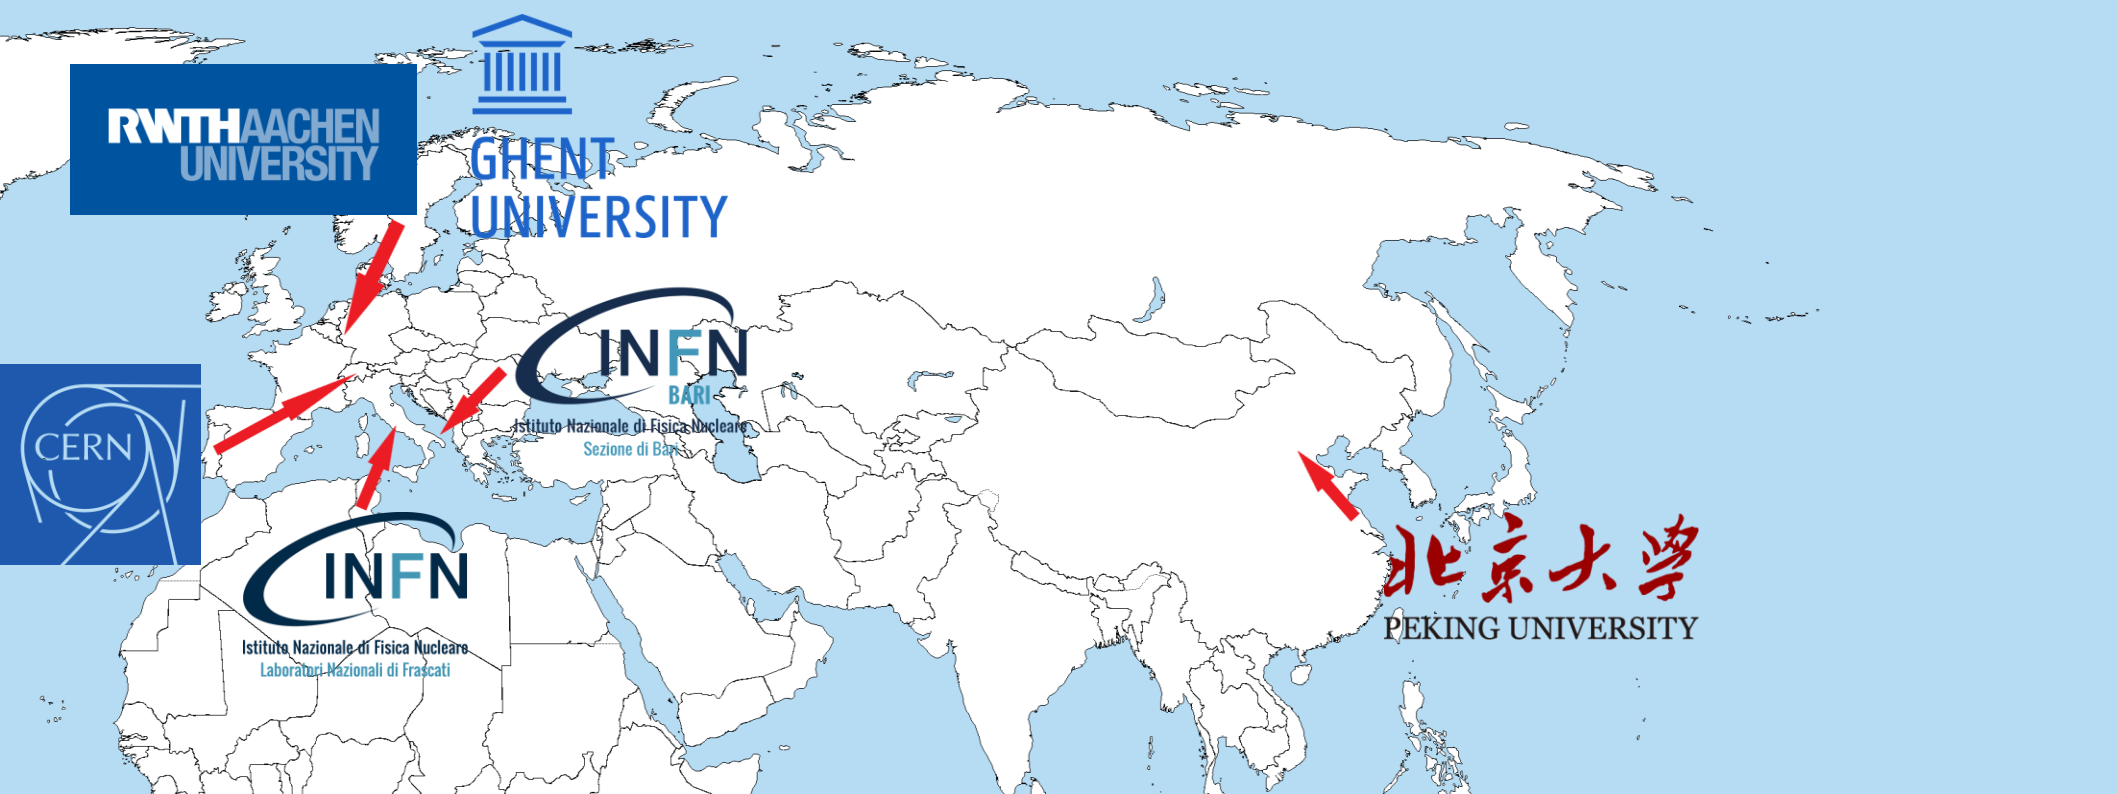 RWTHAACHEN
UNIVERSITY
GHENT
UNIVERSITY
INFN
BARI
Istituto Nazionale di Fisica Nucleare
Sezione di Bari
CERN
INFN
Istituto Nazionale di Fisica Nucleare
Laboratori Nazionali di Frascati
北京大學
PEKING UNIVERSITY